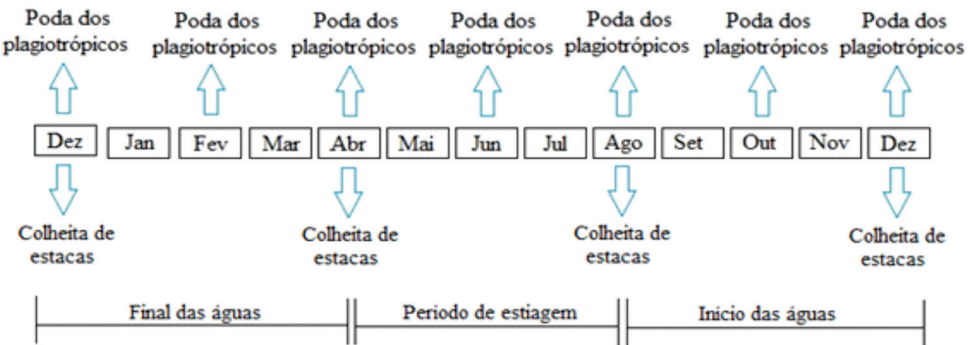 Poda dos plagiotrópicos
Poda dos plagiotrópicos
Poda dos plagiotrópicos
Poda dos plagiotrópicos
Poda dos plagiotrópicos
Poda dos plagiotrópicos
Poda dos plagiotrópicos
Dez Jan Fev Mar Abr Mai Jun Jul Ago Set Out Nov Dez
Colheita de estacas
Colheita de estacas
Colheita de estacas
Colheita de estacas
Final das águas
Periodo de estiagem
Inicio das águas